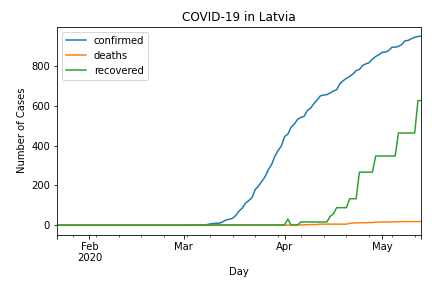 COVID-19 in Latvia
confirmed
deaths
recovered
Number of Cases
800
600
400
200
0
Feb
2020
Mar
Apr
May
Day